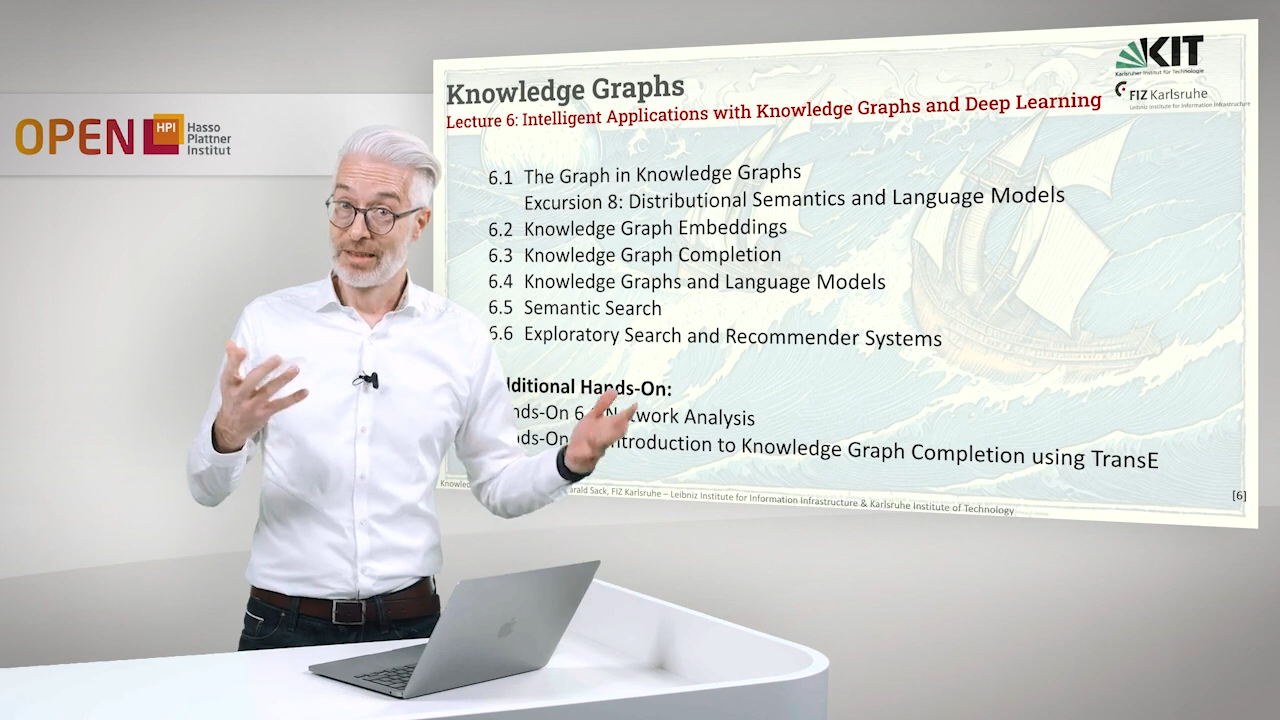 OPEN HPI Hasso
Plattner
Institut
Knowledge Graphs
Lecture 6: Intelligent Applications with Knowledge Graphs and Deep Learning
KIT
Karlsruher Institut für Technologie
FIZ Karlsruhe
Leibniz Institute for Information Infrastructure
6.1 The Graph in Knowledge Graphs
Excursion 8: Distributional Semantics and Language Models
6.2 Knowledge Graph Embeddings
6.3 Knowledge Graph Completion
6.4 Knowledge Graphs and Language Models
6.5 Semantic Search
6.6 Exploratory Search and Recommender Systems
ditional Hands-On:
nds-On 6 Network Analysis
ds-On ntroduction to Knowledge Graph Completion using TransE
Knowled arald Sack, FIZ Karlsruhe – Leibniz Institute for Information Infrastructure & Karlsruhe Institute of Technology
[6]